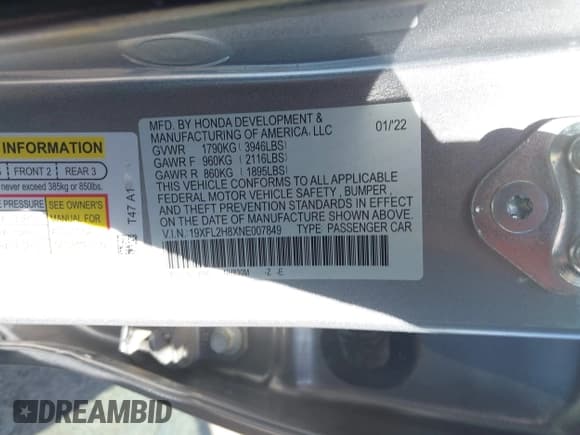 INFORMATION
FRONT 2 REAR 3
never exceed 385kg or 850lbs.
PRESSURE
SEE OWNER'S
MANUAL FOR
T47 A1
MFD. BY HONDA DEVELOPMENT &
MANUFACTURING OF AMERICA, LLC 01/'22
GVWR 1790KG ( 3946LBS)
GAWR F 960KG ( 2116LBS)
GAWR R 860KG ( 1895LBS)
THIS VEHICLE CONFORMS TO ALL APPLICABLE
FEDERAL MOTOR VEHICLE SAFETY , BUMPER ,
AND THEFT PREVENTION STANDARDS IN EFFECT
ON THE DATE OF MANUFACTURE SHOWN ABOVE.
V.I.N. 19XFL2H8XNE007849 TYPE PASSENGER CAR
-Z -E
DREAMBID